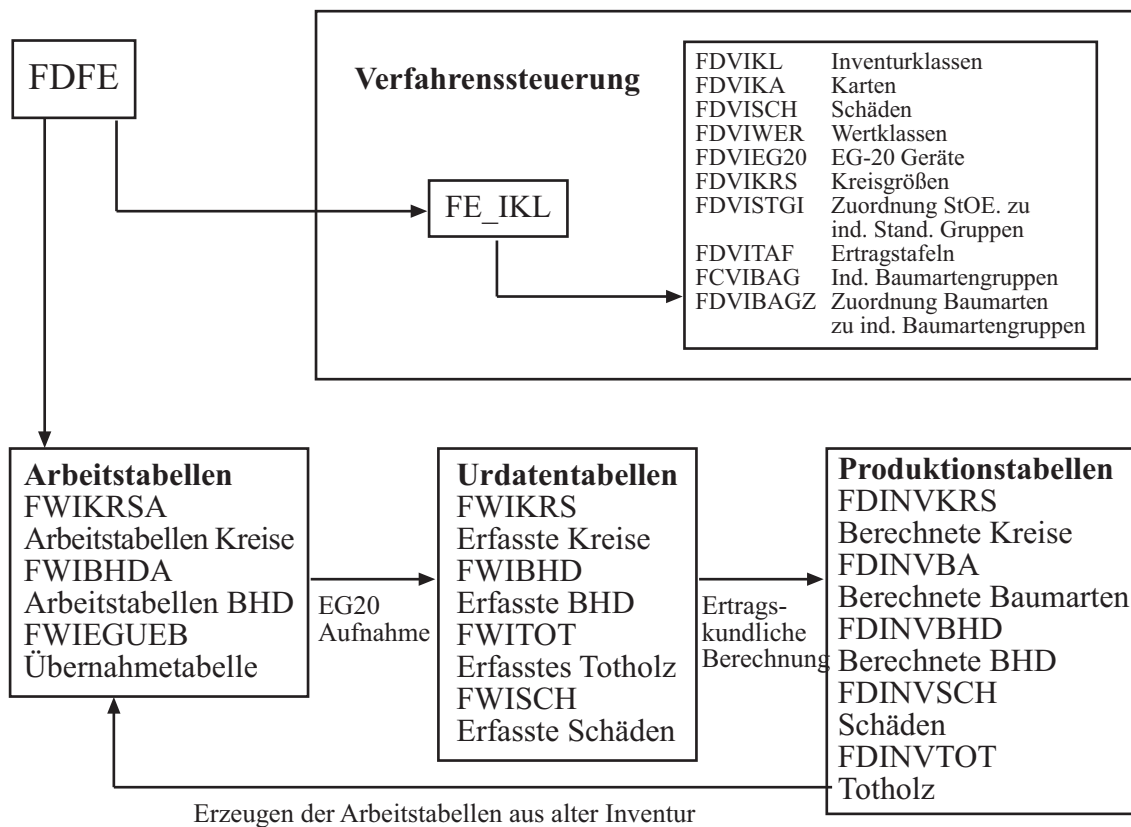 FDFE
Verfahrenssteuerung
FE_IKL
FDVIKL Inventurklassen
FDVIKA Karten
FDVISCH Schäden
FDVIWER Wertklassen
FDVIEG20 EG-20 Geräte
FDVIKRS Kreisgrößen
FDVISTGI Zuordnung StOE. zu
ind. Stand. Gruppen
FDVITAF Ertragstafeln
FCVIBAG Ind. Baumartengruppen
FDVIBAGZ Zuordnung Baumarten
zu ind. Baumartengruppen
Arbeitstabellen
FWIKRSA
Arbeitstabellen Kreise
FWIBHDA
Arbeitstabellen BHD
FWIEGUEB
Übernahmetabelle
EG20
Aufnahme
Urdatentabellen
FWIKRS
Erfasste Kreise
FWIBHD
Erfasste BHD
FWITOT
Erfasstes Totholz
FWISCH
Erfasste Schäden
Ertrags-
kundliche
Berechnung
Produktionstabellen
FDINVKRS
Berechnete Kreise
FDINVBA
Berechnete Baumarten
FDINVBHD
Berechnete BHD
FDINVSCH
Schäden
FDINVTOT
Totholz
Erzeugen der Arbeitstabellen aus alter Inventur